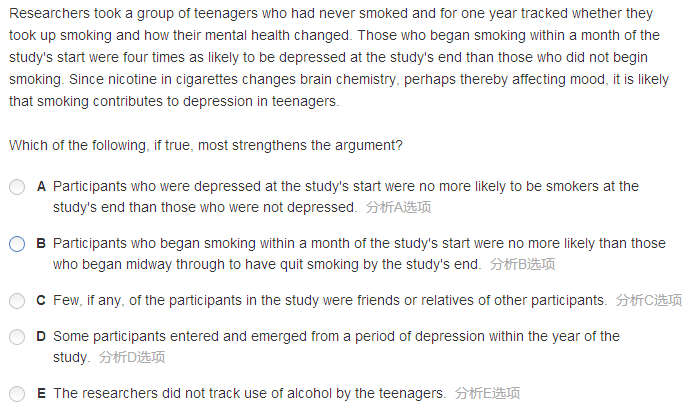 Researchers took a group of teenagers who had never smoked and for one year tracked whether they
took up smoking and how their mental health changed. Those who began smoking within a month of the
study's start were four times as likely to be depressed at the study's end than those who did not begin
smoking. Since nicotine in cigarettes changes brain chemistry, perhaps thereby affecting mood, it is likely
that smoking contributes to depression in teenagers.
Which of the following, if true, most strengthens the argument?
A Participants who were depressed at the study's start were no more likely to be smokers at the
study's end than those who were not depressed. 分析A选项
B Participants who began smoking within a month of the study's start were no more likely than those
who began midway through to have quit smoking by the study's end. 分析B选项
C Few, if any, of the participants in the study were friends or relatives of other participants. 分析C选项
D Some participants entered and emerged from a period of depression within the year of the
study. 分析D选项
E The researchers did not track use of alcohol by the teenagers. 分析E选项